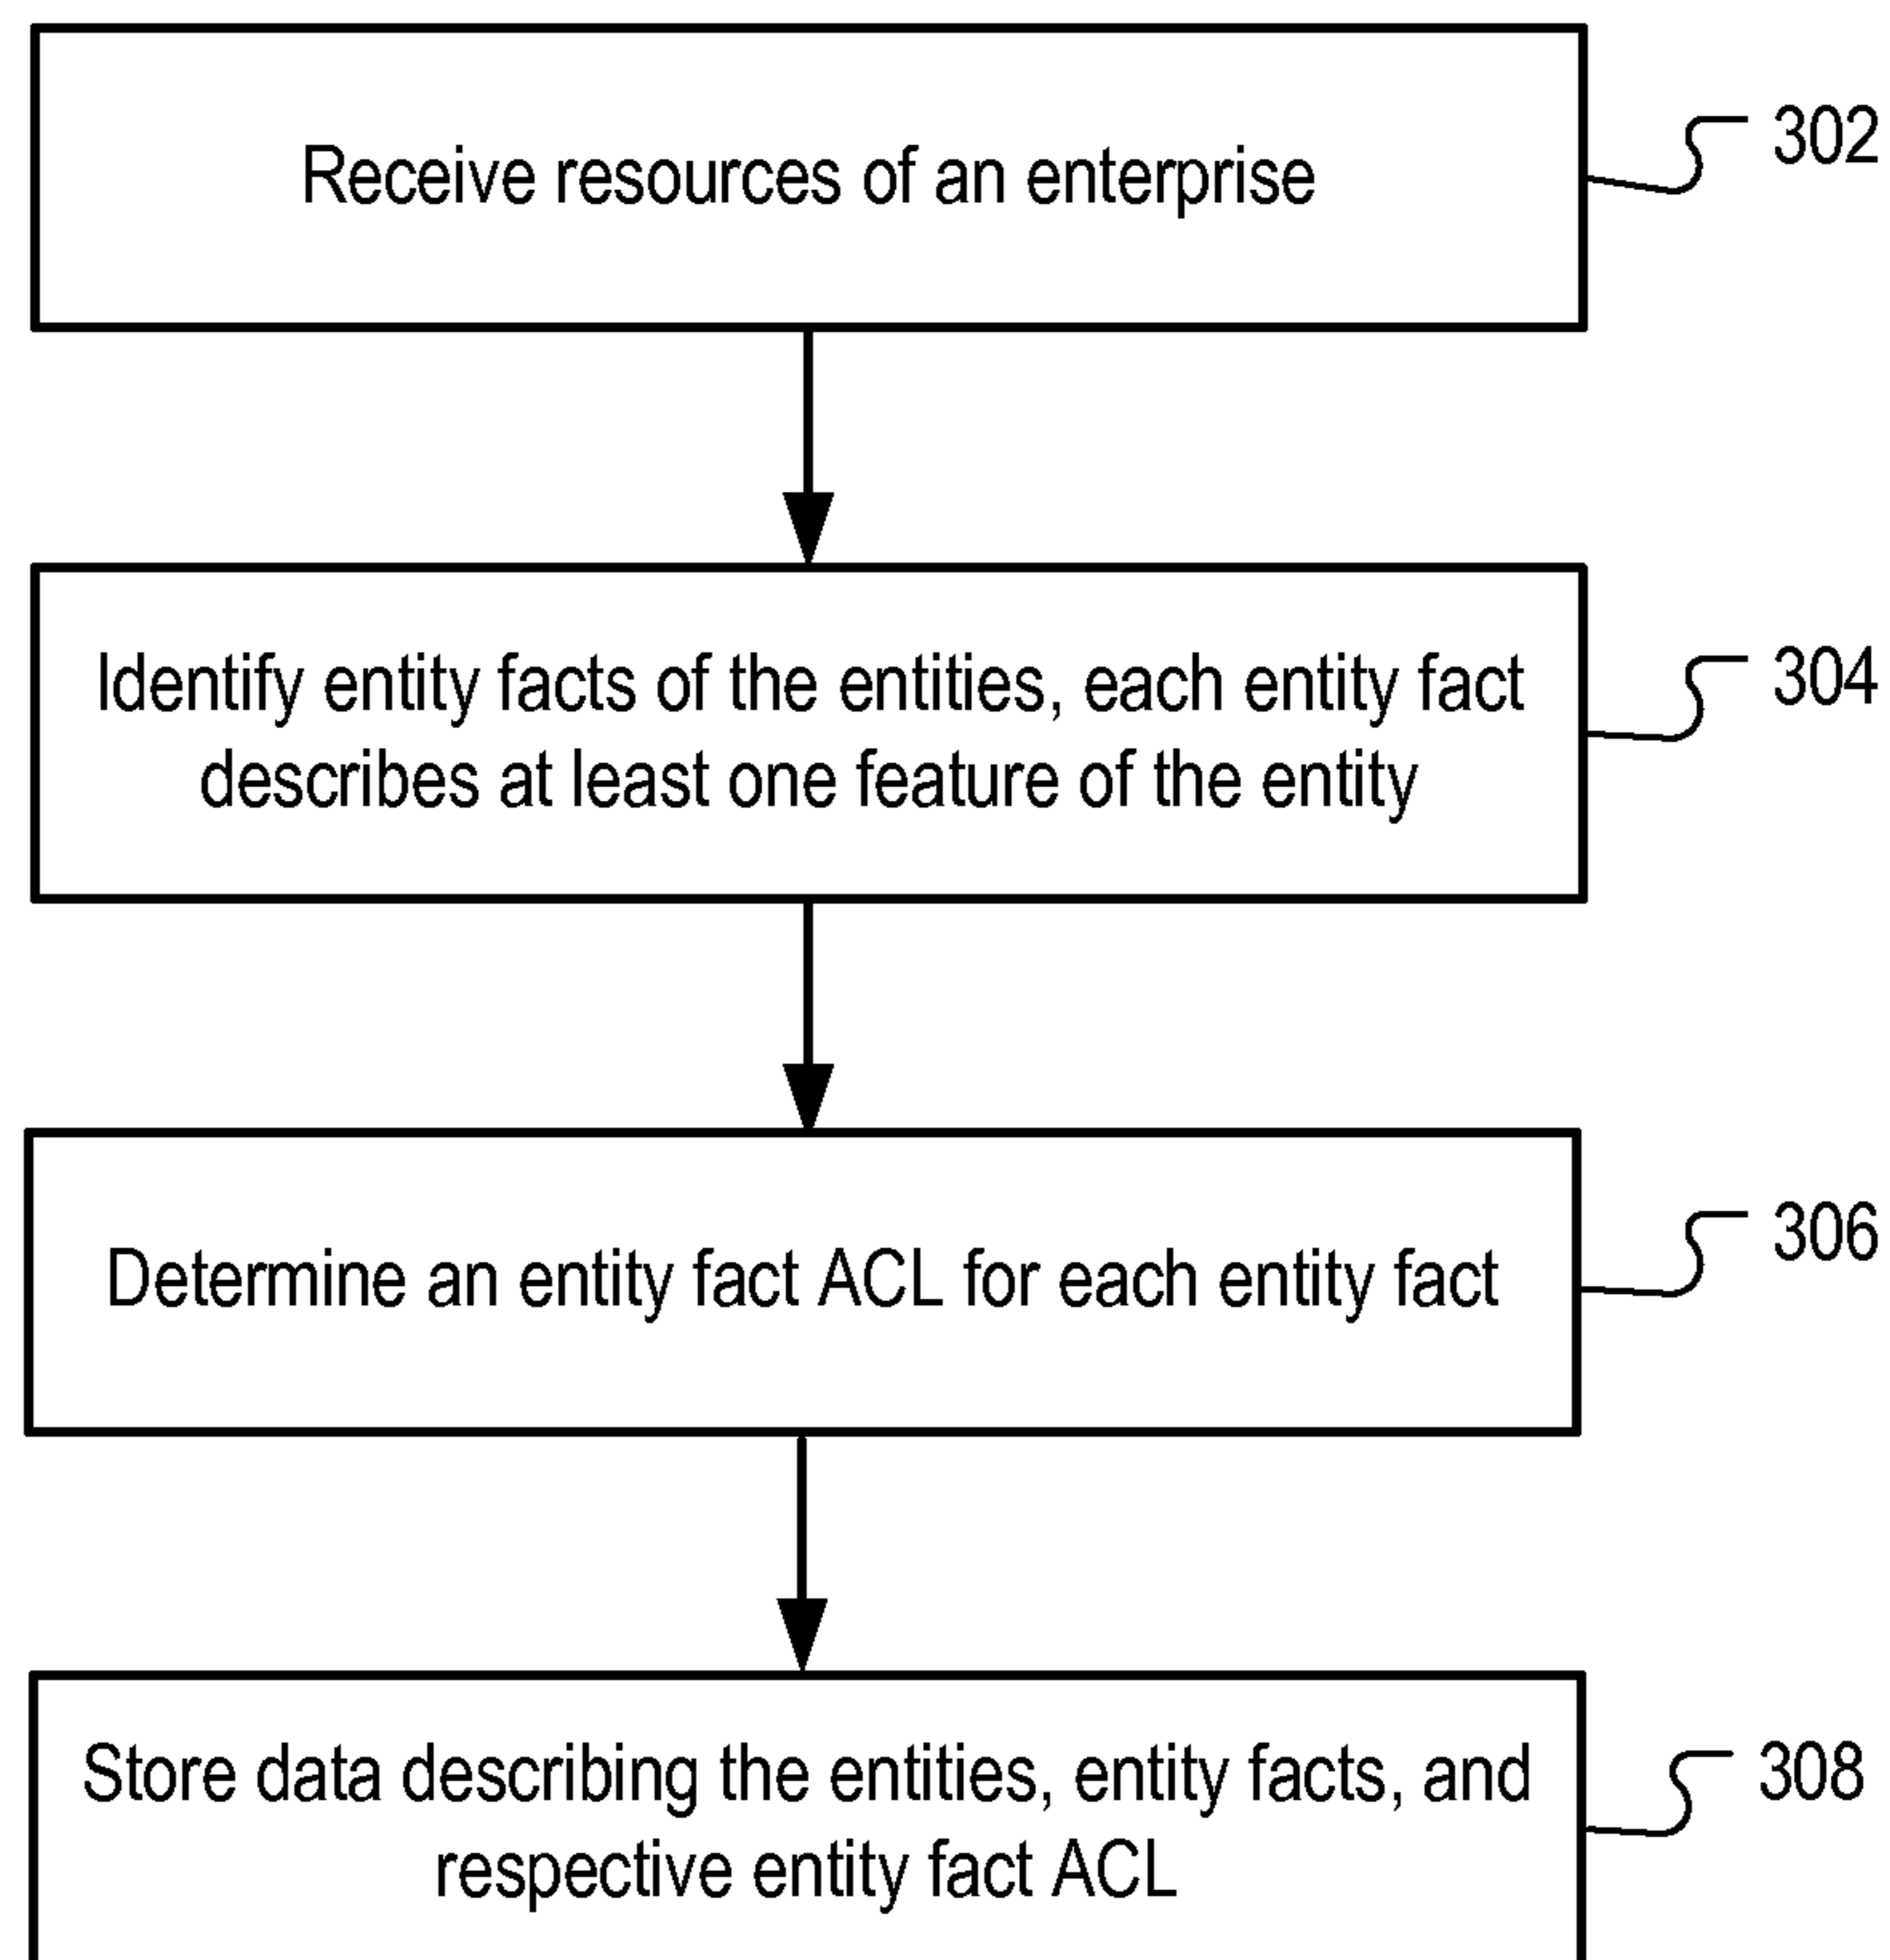 Receive resources of an enterprise
302
Identify entity facts of the entities, each entity fact
describes at least one feature of the entity
304
Determine an entity fact ACL for each entity fact
306
Store data describing the entities, entity facts, and
respective entity fact ACL
308